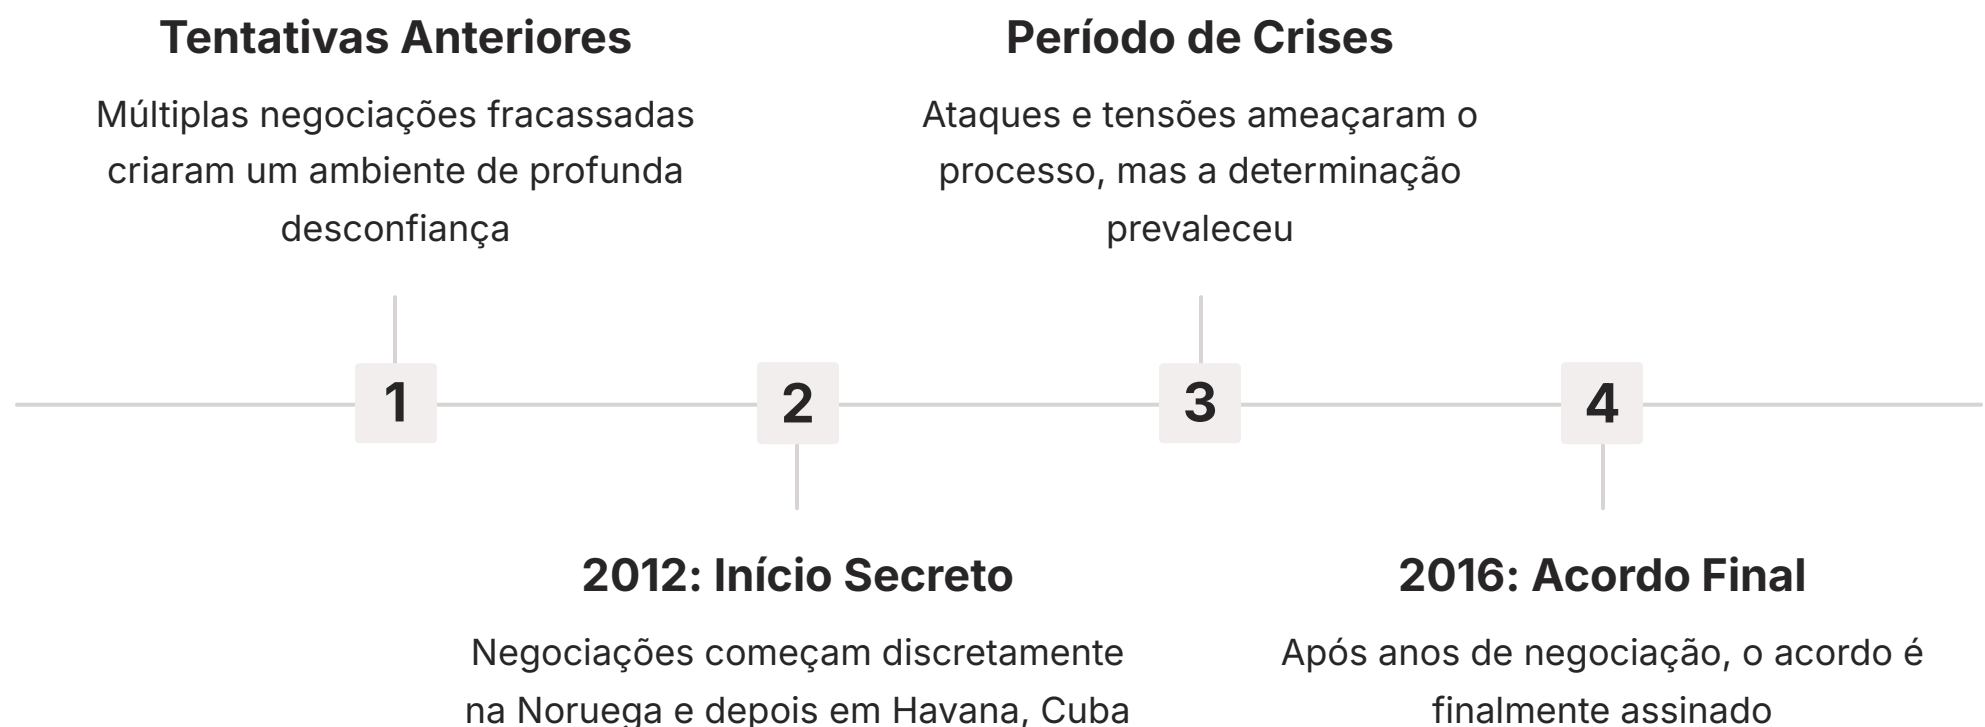 Tentativas Anteriores
Múltiplas negociações fracassadas
criaram um ambiente de profunda
desconfiança
Período de Crises
Ataques e tensões ameaçaram o
processo, mas a determinação
prevaleceu
1
2
3
4
2012: Início Secreto
Negociações começam discretamente
na Noruega e depois em Havana, Cuba
2016: Acordo Final
Após anos de negociação, o acordo é
finalmente assinado